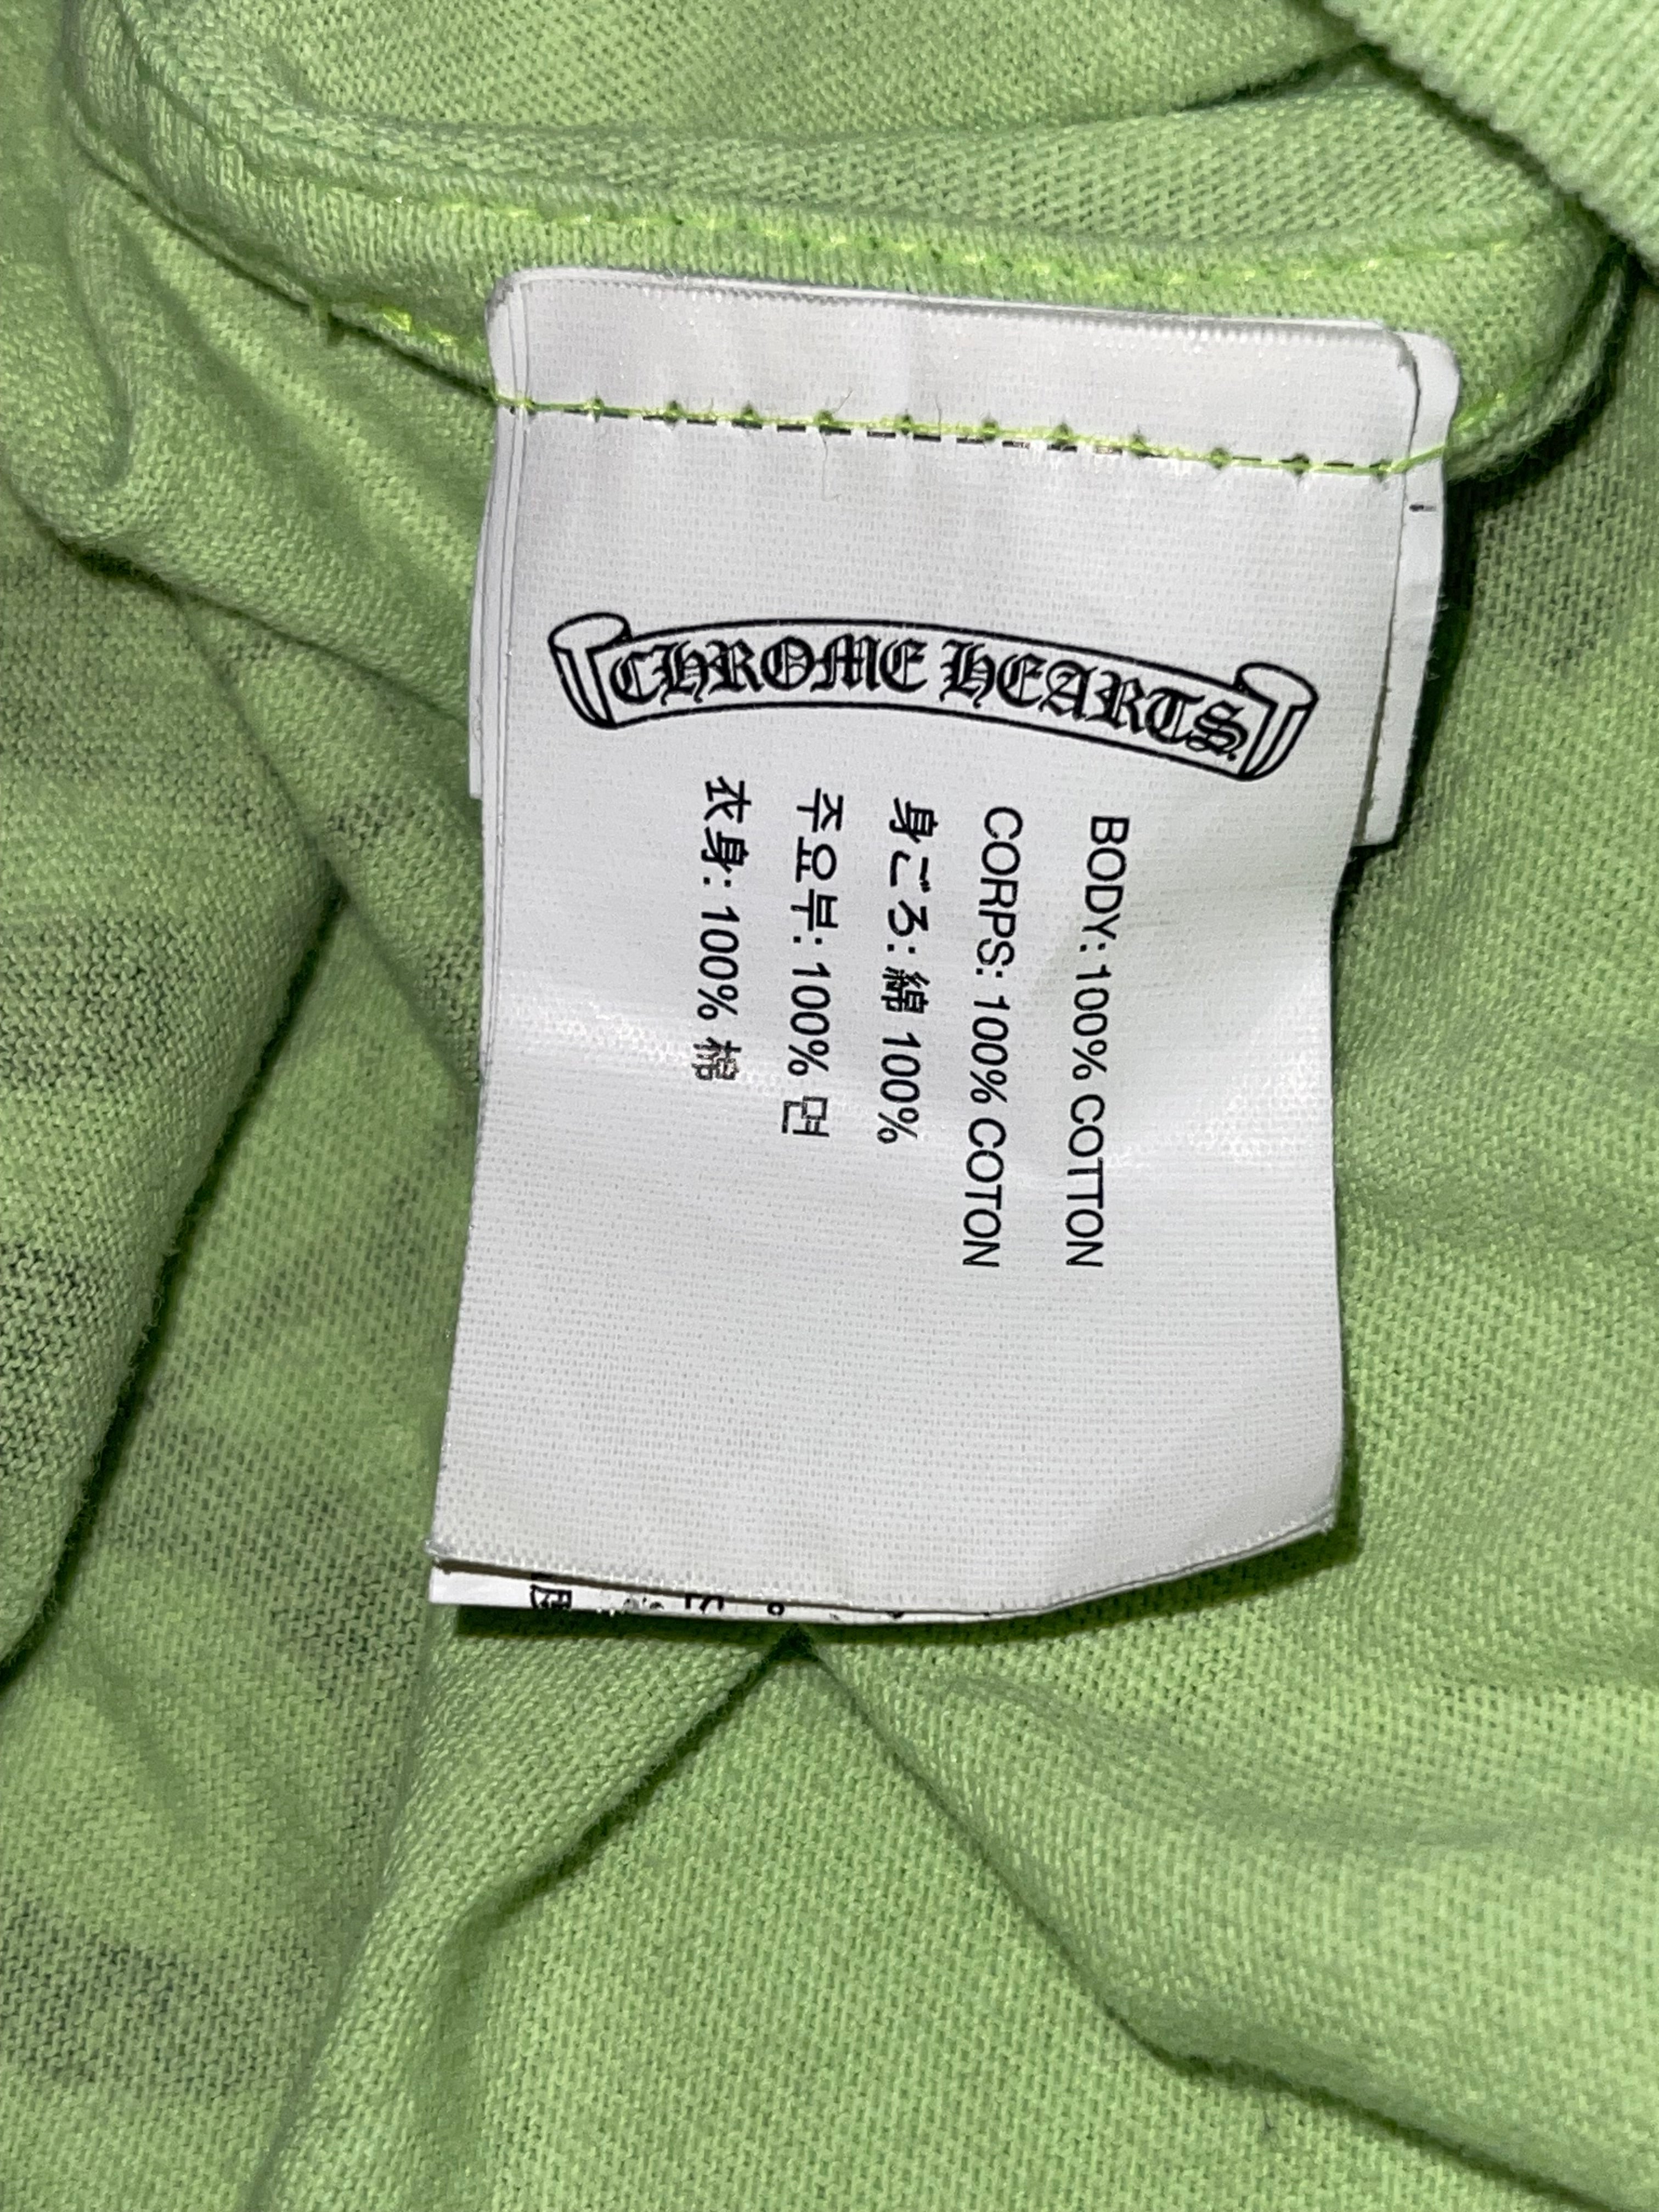 CHROME HEARTS
BODY: 100% COTTON
CORPS: 100% COTON
身ごろ: 綿 100%
주요부: 100% 면
衣身: 100% 棉